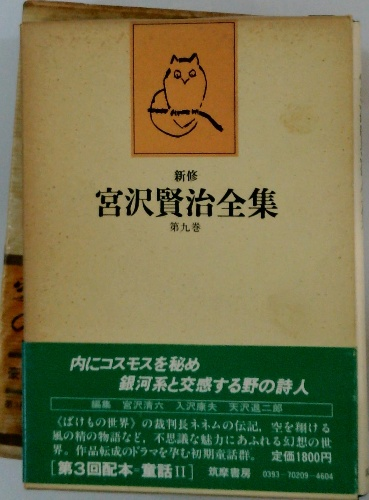 新修
宮沢賢治全集
第九巻
内にコスモスを秘め
銀河系と交感する野の詩人
編集 宮沢清六 入沢康夫 天沢退二郎
《ばけもの世界》の裁判長ネネムの伝記、空を翔ける
風の精の物語など、不思議な魅力にあふれる幻想の世
界。作品転成のドラマを孕む初期童話群。 定価1800円
[第3回配本・童話II] 筑摩書房 0393-70209-4604